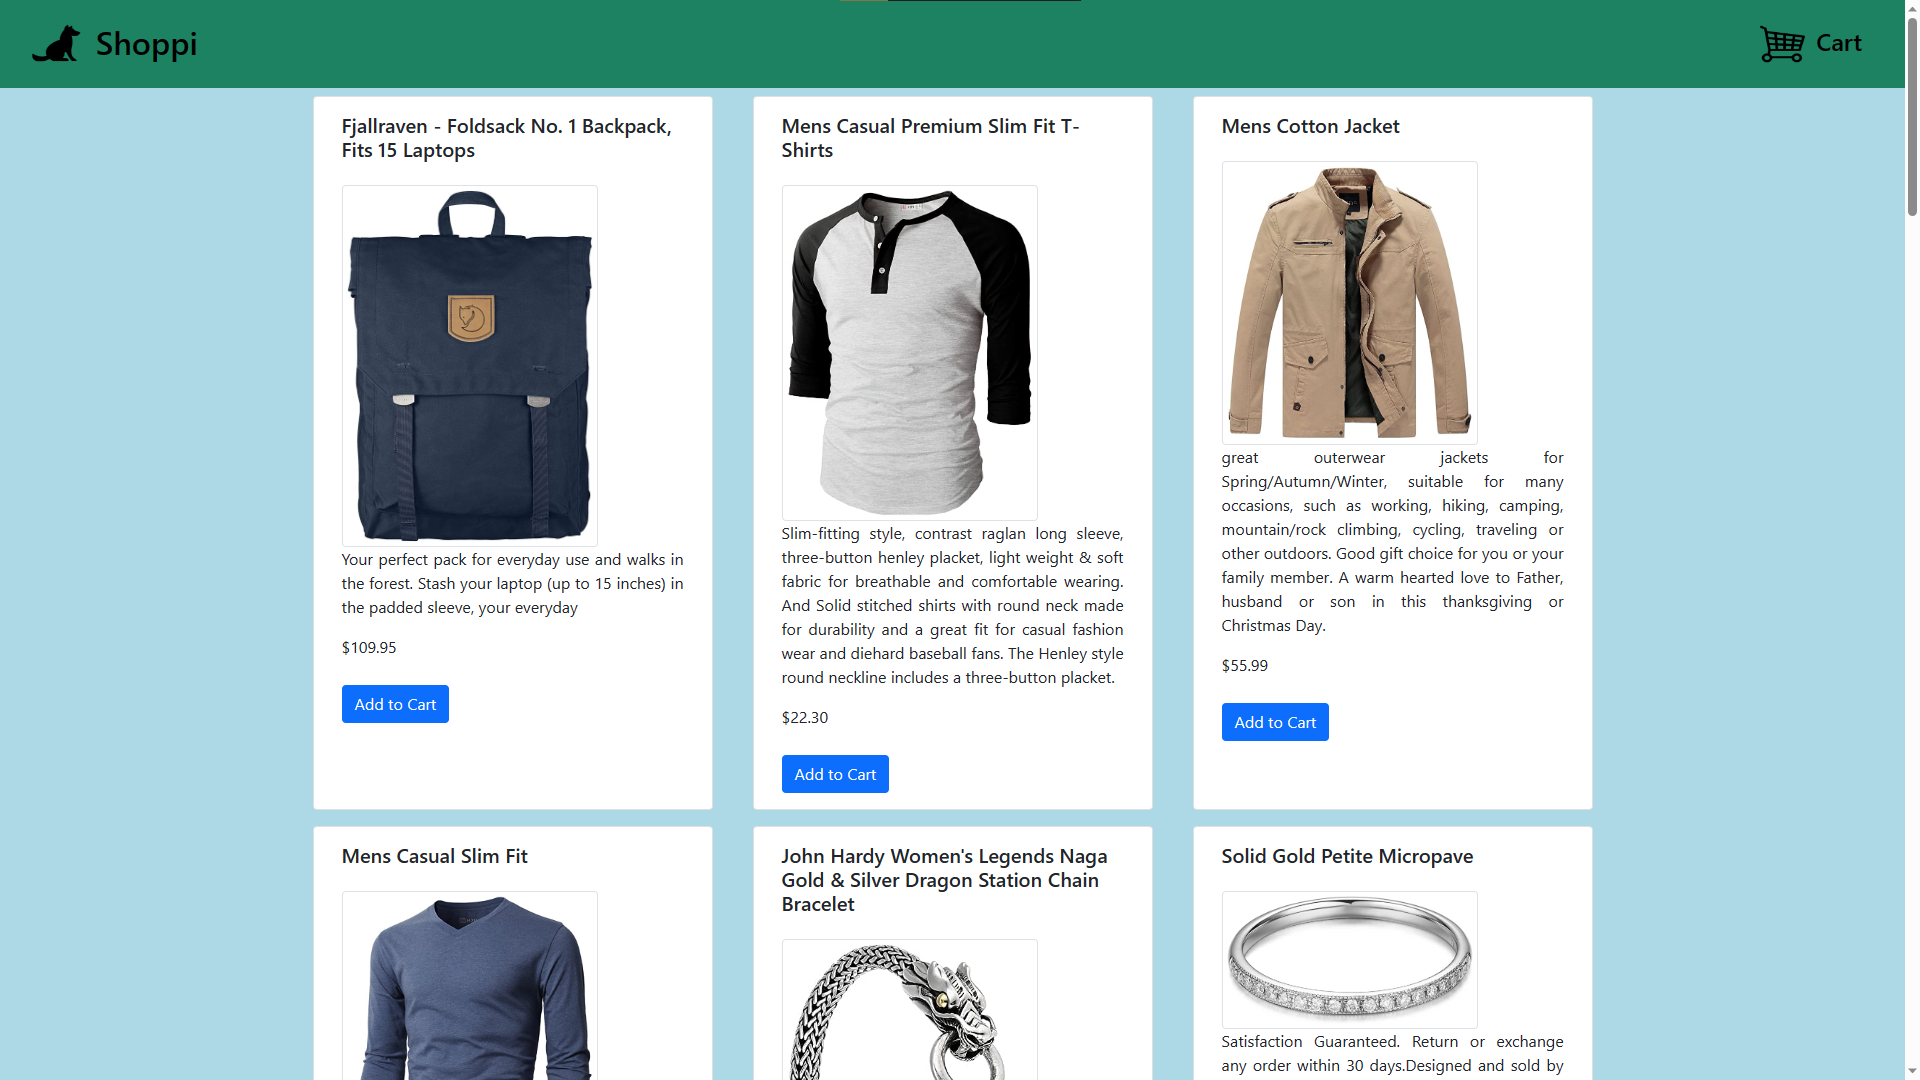 Shoppi
Cart
Fjallraven - Foldsack No. 1 Backpack,
Fits 15 Laptops
Your perfect pack for everyday use and walks in
the forest. Stash your laptop (up to 15 inches) in
the padded sleeve, your everyday
$109.95
Add to Cart
Mens Casual Premium Slim Fit T-
Shirts
Slim-fitting style, contrast raglan long sleeve,
three-button henley placket, light weight & soft
fabric for breathable and comfortable wearing.
And Solid stitched shirts with round neck made
for durability and a great fit for casual fashion
wear and diehard baseball fans. The Henley style
round neckline includes a three-button placket.
$22.30
Add to Cart
Mens Cotton Jacket
great outerwear jackets for
Spring/Autumn/Winter, suitable for many
occasions, such as working, hiking, camping,
mountain/rock climbing, cycling, traveling or
other outdoors. Good gift choice for you or your
family member. A warm hearted love to Father,
husband or son in this thanksgiving or
Christmas Day.
$55.99
Add to Cart
Mens Casual Slim Fit
John Hardy Women's Legends Naga
Gold & Silver Dragon Station Chain
Bracelet
Solid Gold Petite Micropave
Satisfaction Guaranteed. Return or exchange
any order within 30 days.Designed and sold by